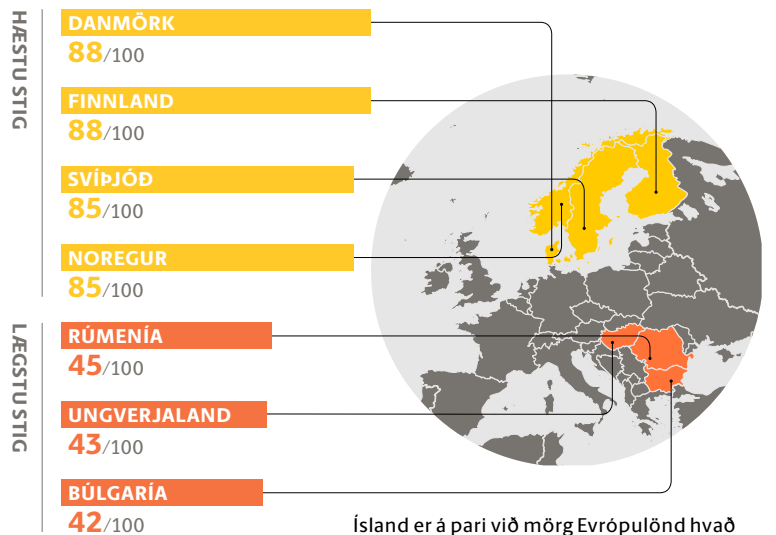 HÆSTU STIG
DANMÖRK
88/100
FINNLAND
88/100
SVÍÞJÓÐ
85/100
NOREGUR
85/100
LÆGSTU STIG
RÚMENÍA
45/100
UNGVERJALAND
43/100
BÚLGARÍA
42/100
Ísland er á pari við mörg Evrópulönd hvað